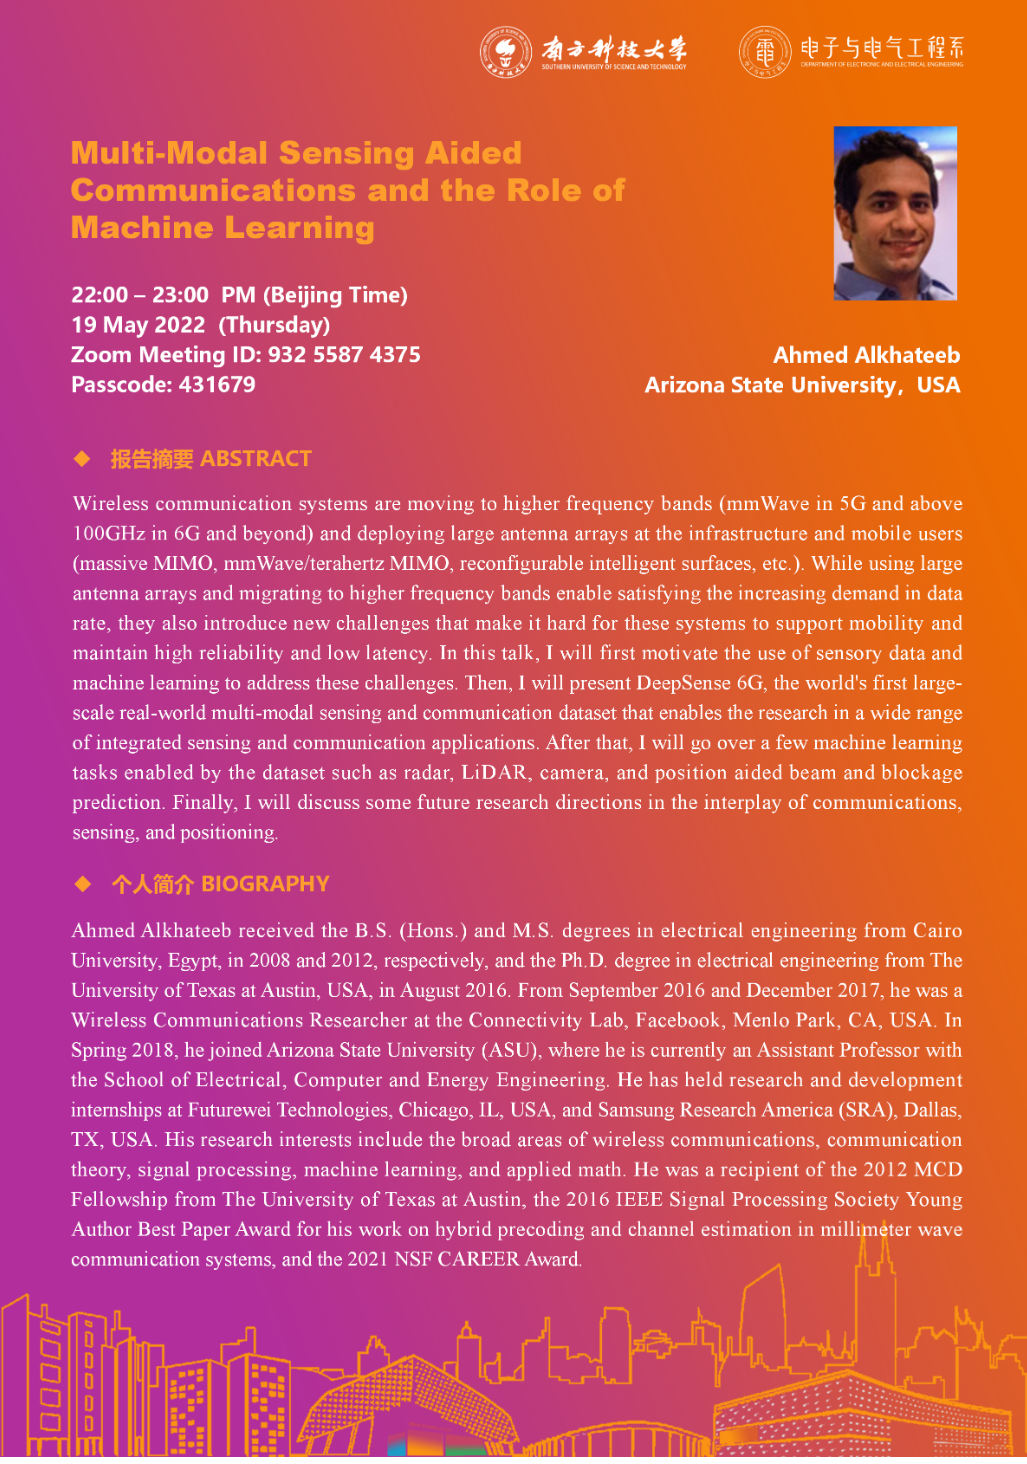 南方科技大学
SOUTHERN UNIVERSITY OF SCIENCE AND TECHNOLOGY
電
电子与电气工程系
DEPARTMENT OF ELECTRONIC AND ELECTRICAL ENGINEERING
Multi-Modal Sensing Aided
Communications and the Role of
Machine Learning
22:00 – 23:00 PM (Beijing Time)
19 May 2022 (Thursday)
Zoom Meeting ID: 932 5587 4375
Passcode: 431679
Ahmed Alkhateeb
Arizona State University, USA
◆ 报告摘要 ABSTRACT
Wireless communication systems are moving to higher frequency bands (mmWave in 5G and above
100GHz in 6G and beyond) and deploying large antenna arrays at the infrastructure and mobile users
(massive MIMO, mmWave/terahertz MIMO, reconfigurable intelligent surfaces, etc.). While using large
antenna arrays and migrating to higher frequency bands enable satisfying the increasing demand in data
rate, they also introduce new challenges that make it hard for these systems to support mobility and
maintain high reliability and low latency. In this talk, I will first motivate the use of sensory data and
machine learning to address these challenges. Then, I will present DeepSense 6G, the world's first large-
scale real-world multi-modal sensing and communication dataset that enables the research in a wide range
of integrated sensing and communication applications. After that, I will go over a few machine learning
tasks enabled by the dataset such as radar, LiDAR, camera, and position aided beam and blockage
prediction. Finally, I will discuss some future research directions in the interplay of communications,
sensing, and positioning.
◆ 个人简介 BIOGRAPHY
Ahmed Alkhateeb received the B.S. (Hons.) and M.S. degrees in electrical engineering from Cairo
University, Egypt, in 2008 and 2012, respectively, and the Ph.D. degree in electrical engineering from The
University of Texas at Austin, USA, in August 2016. From September 2016 and December 2017, he was a
Wireless Communications Researcher at the Connectivity Lab, Facebook, Menlo Park, CA, USA. In
Spring 2018, he joined Arizona State University (ASU), where he is currently an Assistant Professor with
the School of Electrical, Computer and Energy Engineering. He has held research and development
internships at Futurewei Technologies, Chicago, IL, USA, and Samsung Research America (SRA), Dallas,
TX, USA. His research interests include the broad areas of wireless communications, communication
theory, signal processing, machine learning, and applied math. He was a recipient of the 2012 MCD
Fellowship from The University of Texas at Austin, the 2016 IEEE Signal Processing Society Young
Author Best Paper Award for his work on hybrid precoding and channel estimation in millimeter wave
communication systems, and the 2021 NSF CAREER Award.